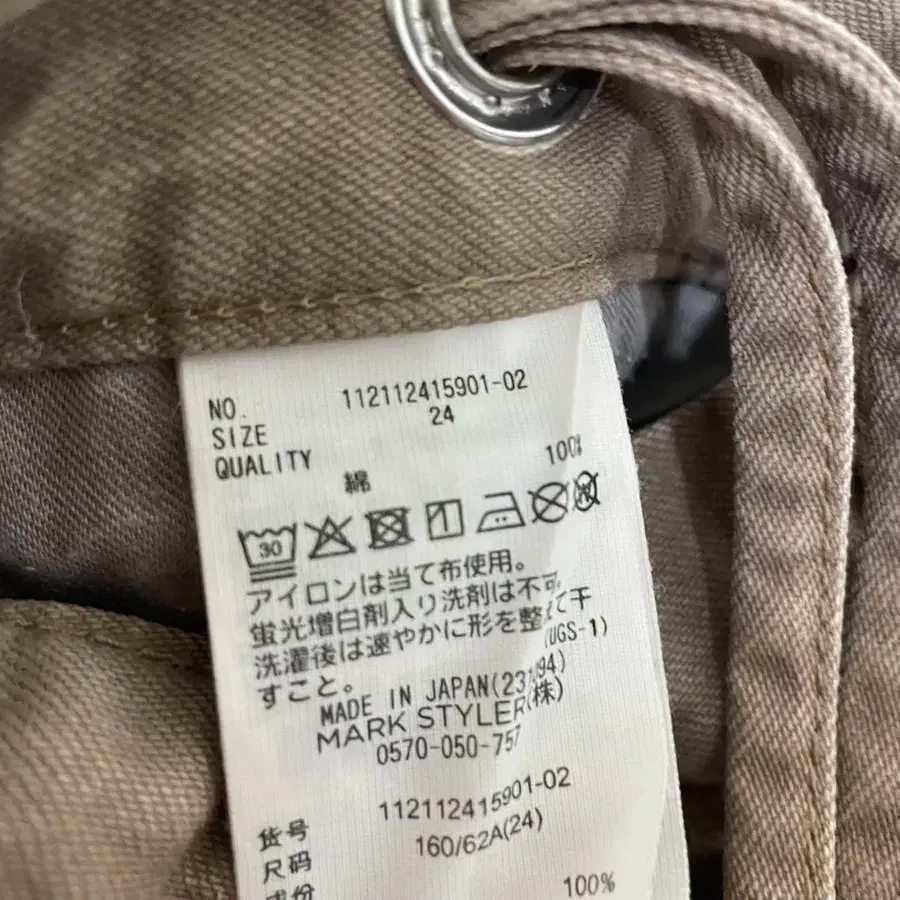 NO. 112112415901-02
SIZE 24
QUALITY
綿 100%
30
アイロンは当て布使用。
蛍光増白剤入り洗剤は不可
洗濯後は速やかに形を整えて干
すこと。 (UGS-1)
MADE IN JAPAN
MARK STYLER(株)
0570-050-757
货号 112112415901-02
尺码 160/62A(24)
成份 100%